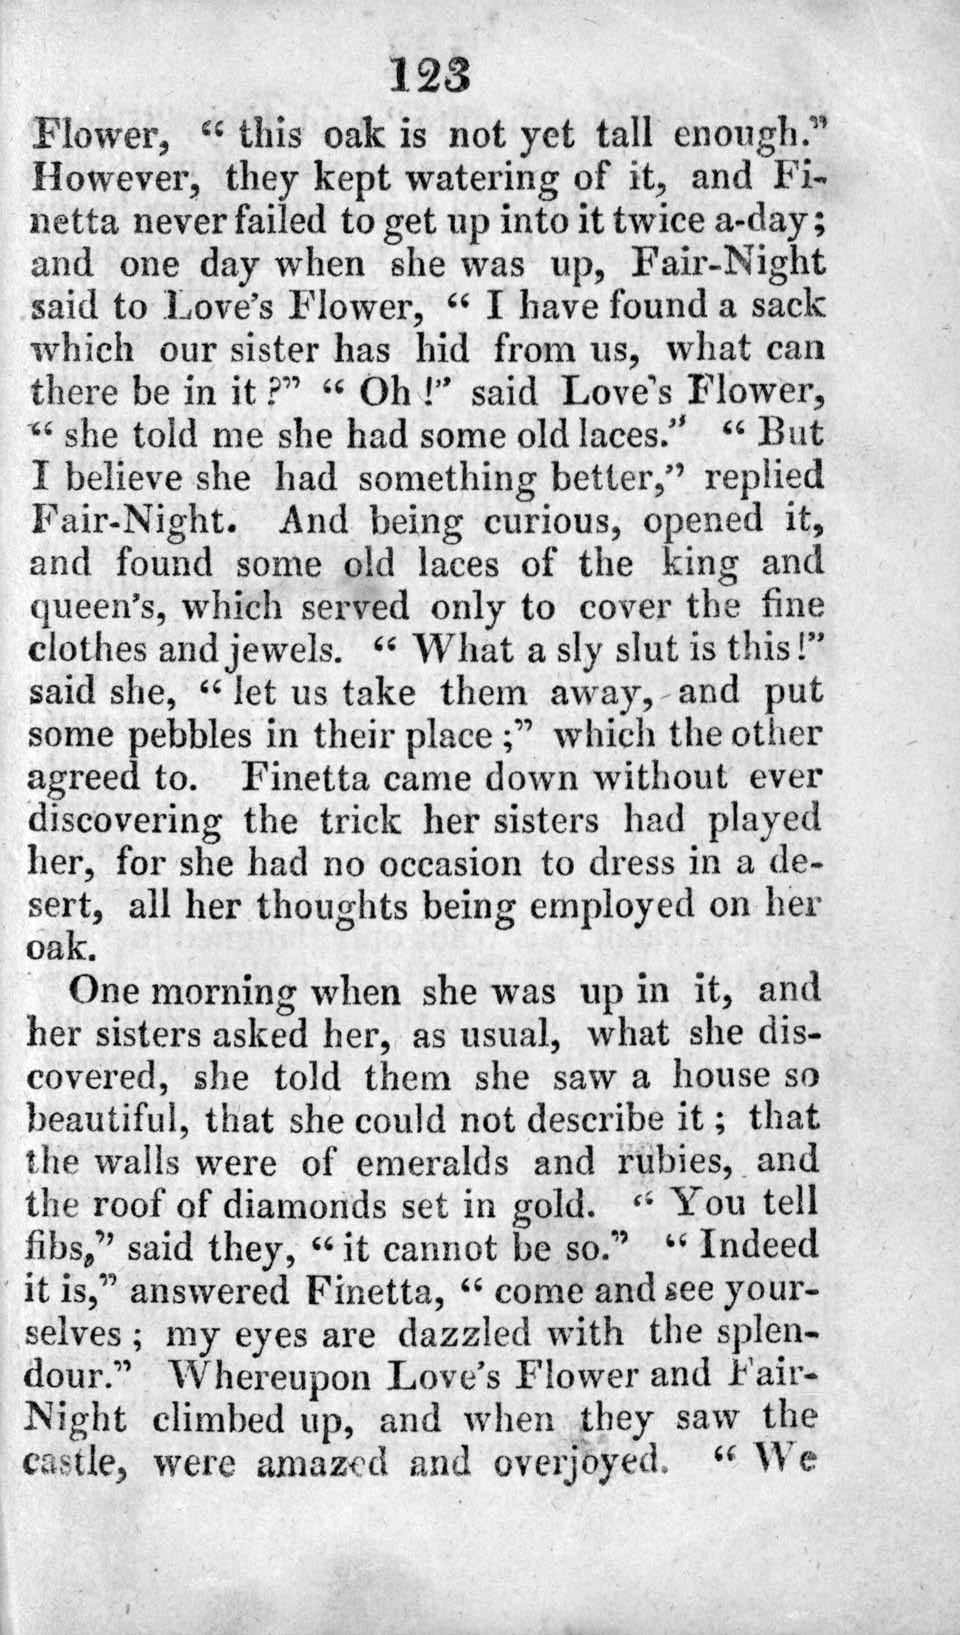 123
Flower, “ this oak is not yet tall enough.”
However, they kept watering of it, and Fi-
netta never failed to get up into it twice a-day;
and one day when she was up, Fair-Night
said to Love's Flower, “ I have found a sack
which our sister has hid from us, what can
there be in it ?” “ Oh !” said Love's Flower,
“ she told me she had some old laces.” “ But
I believe she had something better,” replied
Fair-Night. And being curious, opened it,
and found some old laces of the king and
queen's, which served only to cover the fine
clothes and jewels. “ What a sly slut is this!”
said she, “ let us take them away, and put
some pebbles in their place ;” which the other
agreed to. Finetta came down without ever
discovering the trick her sisters had played
her, for she had no occasion to dress in a de-
sert, all her thoughts being employed on her
oak.
One morning when she was up in it, and
her sisters asked her, as usual, what she dis-
covered, she told them she saw a house so
beautiful, that she could not describe it ; that
the walls were of emeralds and rubies, and
the roof of diamonds set in gold. “ You tell
fibs,” said they, “ it cannot be so.” “ Indeed
it is,” answered Finetta, “ come and see your-
selves ; my eyes are dazzled with the splen-
dour.” Whereupon Love's Flower and Fair-
Night climbed up, and when they saw the
castle, were amazed and overjoyed. “ We